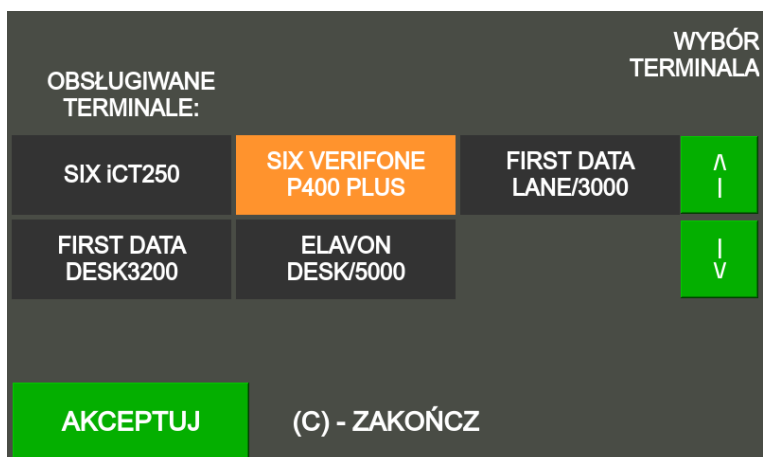 WYBÓR
TERMINALA
OBSŁUGIWANE
TERMINALE:
SIX iCT250
SIX VERIFONE
P400 PLUS
FIRST DATA
LANE/3000
FIRST DATA
DESK3200
ELAVON
DESK/5000
AKCEPTUJ
(C) - ZAKOŃCZ